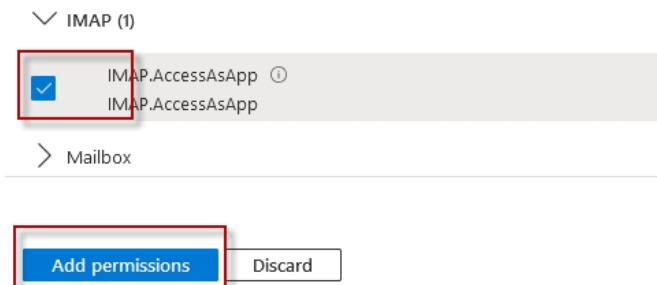 IMAP (1)
IMAP.AccessAsApp
IMAP.AccessAsApp
Mailbox
Add permissions Discard